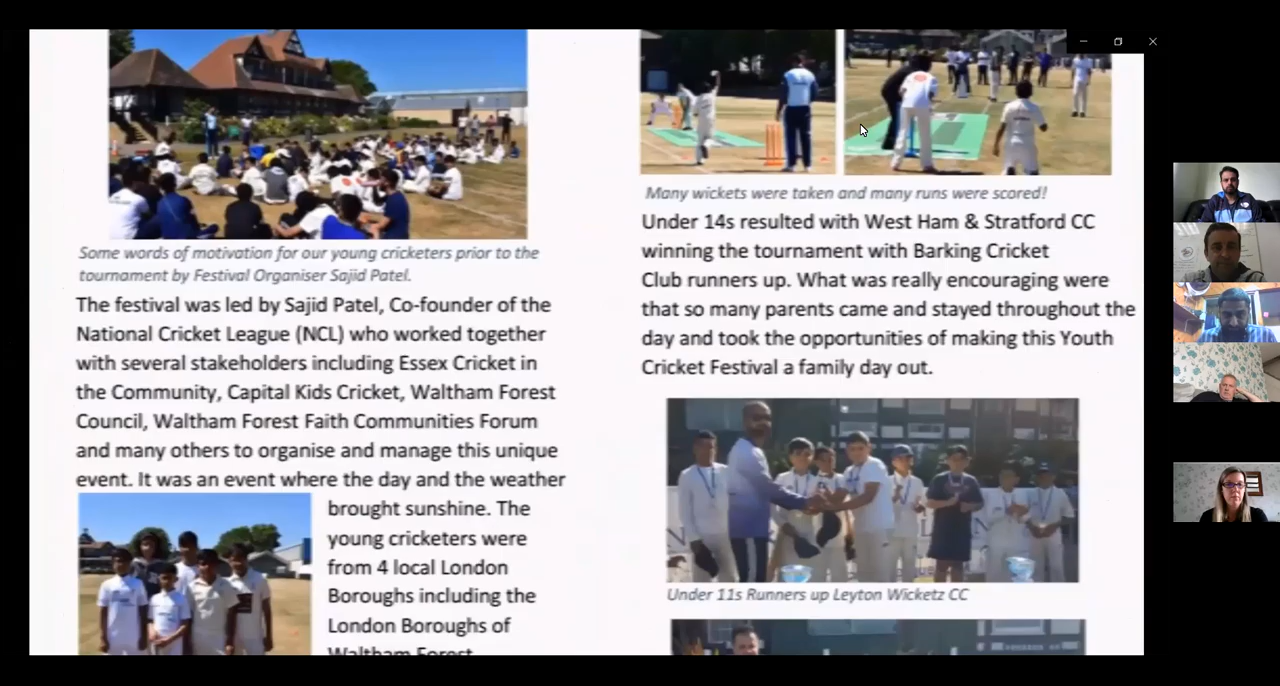 Some words of motivation for our young cricketers prior to the
tournament by Festival Organiser Sajid Patel.
The festival was led by Sajid Patel, Co-founder of the
National Cricket League (NCL) who worked together
with several stakeholders including Essex Cricket in
the Community, Capital Kids Cricket, Waltham Forest
Council, Waltham Forest Faith Communities Forum
and many others to organise and manage this unique
event. It was an event where the day and the weather
brought sunshine. The
young cricketers were
from 4 local London
Boroughs including the
London Boroughs of
Waltham Forest
Many wickets were taken and many runs were scored!
Under 14s resulted with West Ham & Stratford CC
winning the tournament with Barking Cricket
Club runners up. What was really encouraging were
that so many parents came and stayed throughout the
day and took the opportunities of making this Youth
Cricket Festival a family day out.
Under 11s Runners up Leyton Wicketz CC